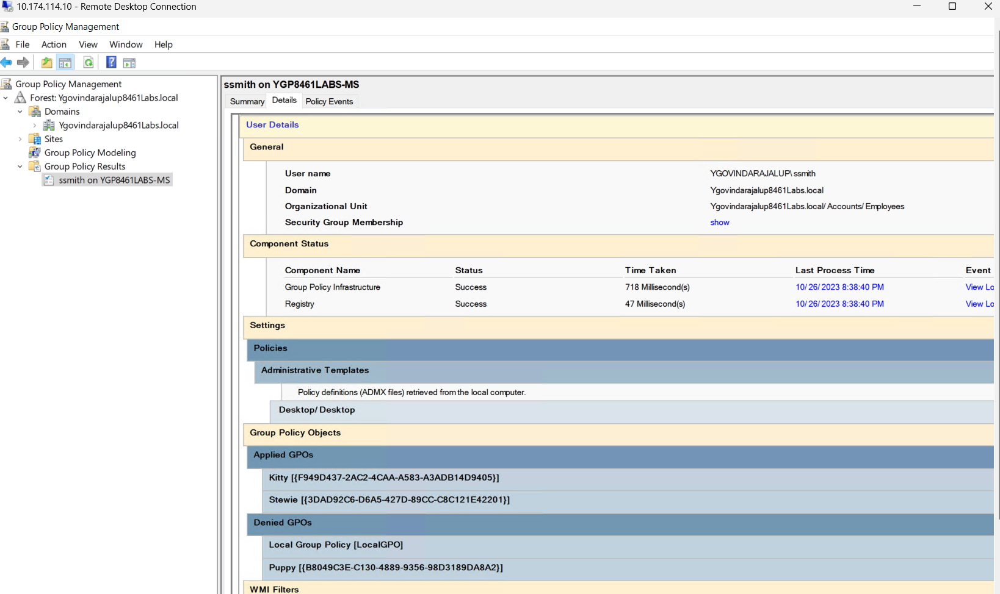 10.174.114.10 - Remote Desktop Connection
Group Policy Management
File Action View Window Help
Group Policy Management
Forest: Ygovindarajalup8461Labs.local
Domains
Ygovindarajalup8461Labs.local
Sites
Group Policy Modeling
Group Policy Results
ssmith on YGP8461LABS-MS
ssmith on YGP8461LABS-MS
Summary Details Policy Events
User Details
General
User name YGOVINDARAJALUP\ssmith
Domain Ygovindarajalup8461Labs.local
Organizational Unit Ygovindarajalup8461Labs.local/Accounts/Employees
Security Group Membership show
Component Status
Component Name Status Time Taken Last Process Time Event
Group Policy Infrastructure Success 718 Millisecond(s) 10/26/2023 8:38:40 PM View Lo
Registry Success 47 Millisecond(s) 10/26/2023 8:38:40 PM View Lo
Settings
Policies
Administrative Templates
Policy definitions (ADMX files) retrieved from the local computer.
Desktop/Desktop
Group Policy Objects
Applied GPOs
Kitty [{F949D437-2AC2-4CAA-A583-A3ADB14D9405}]
Stewie [{3DAD92C6-D6A5-427D-89CC-C8C121E42201}]
Denied GPOs
Local Group Policy [LocalGPO]
Puppy [{B8049C3E-C130-4889-9356-98D3189DA8A2}]
WMI Filters